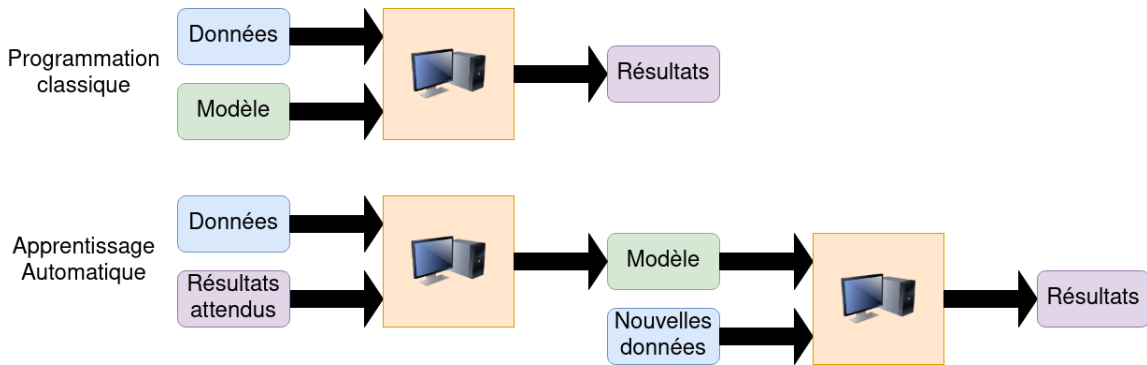 Programmation
classique
Données
Modèle
Résultats
Apprentissage
Automatique
Données
Résultats
attendus
Modèle
Nouvelles
données
Résultats